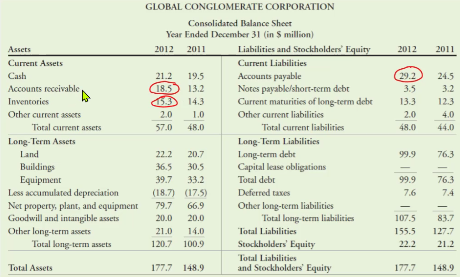 GLOBAL CONGLOMERATE CORPORATION
Consolidated Balance Sheet
Year Ended December 31 (in $ million)
Assets 2012 2011 Liabilities and Stockholders' Equity 2012 2011
Current Assets Current Liabilities
Cash 21.2 19.5 Accounts payable 29.2 24.5
Accounts receivable 18.5 13.2 Notes payable/short-term debt 3.5 3.2
Inventories 15.3 14.3 Current maturities of long-term debt 13.3 12.3
Other current assets 2.0 1.0 Other current liabilities 2.0 4.0
Total current assets 57.0 48.0 Total current liabilities 48.0 44.0
Long-Term Assets Long-Term Liabilities
Land 22.2 20.7 Long-term debt 99.9 76.3
Buildings 36.5 30.5 Capital lease obligations — —
Equipment 39.7 33.2 Total debt 99.9 76.3
Less accumulated depreciation (18.7) (17.5) Deferred taxes 7.6 7.4
Net property, plant, and equipment 79.7 66.9 Other long-term liabilities — —
Goodwill and intangible assets 20.0 20.0 Total long-term liabilities 107.5 83.7
Other long-term assets 21.0 14.0 Total Liabilities 155.5 127.7
Total long-term assets 120.7 100.9 Stockholders' Equity 22.2 21.2
Total Liabilities
Total Assets 177.7 148.9 and Stockholders' Equity 177.7 148.9